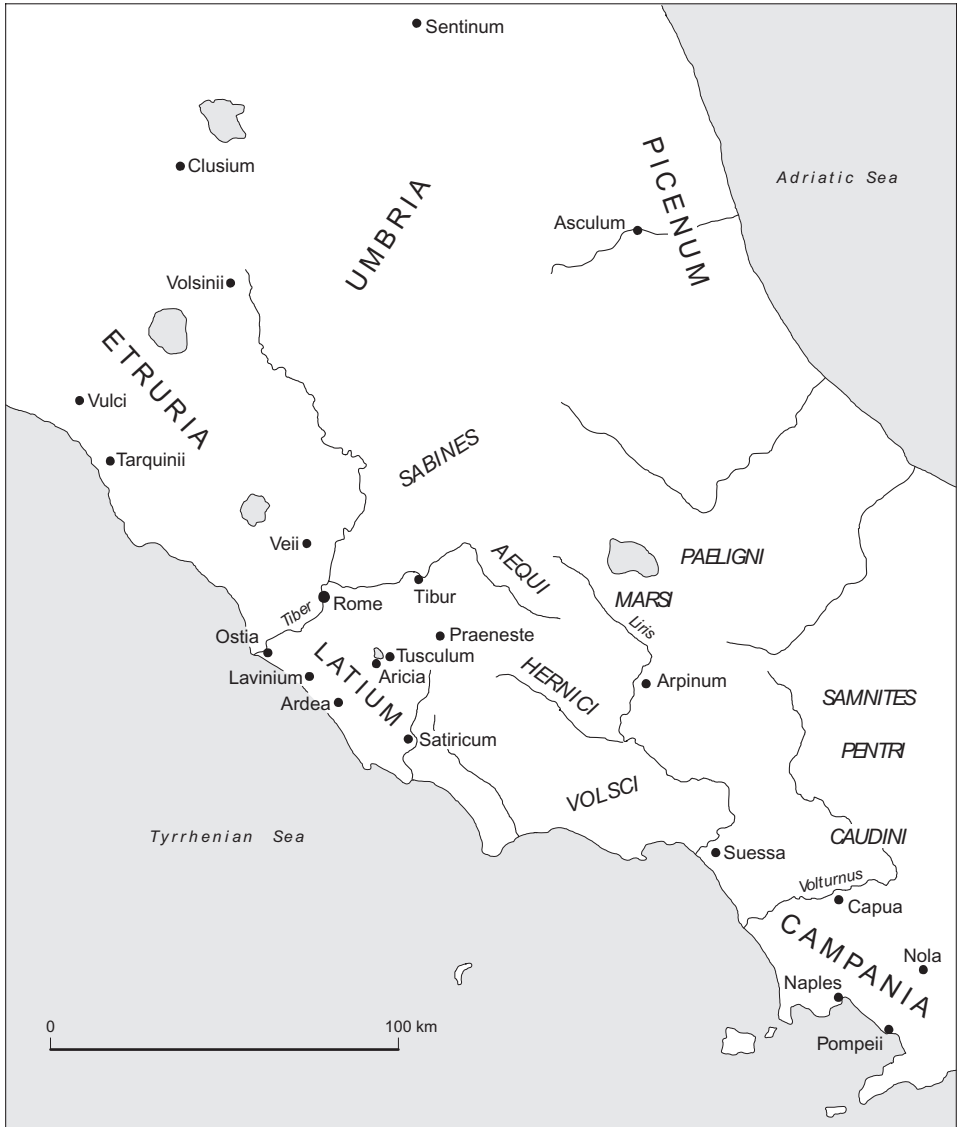 Sentinum
Clusium
PICENUM
Adriatic Sea
UMBRIA
Asculum
Volsinii
ETRURIA
Vulci
Tarquinii
SABINES
Veii
AEQUI
PAELIGNI
Tibur
MARSI
Rome
Tiber
Liris
Praeneste
Ostia
Tusculum
LATIUM
Lavinium
Aricia
HERNICI
Arpinum
Ardea
SAMNITES
Satiricum
PENTRI
VOLSCI
Tyrrhenian Sea
CAUDINI
Suessa
Volturnus
Capua
CAMPANIA
Nola
Naples
0
100 km
Pompeii